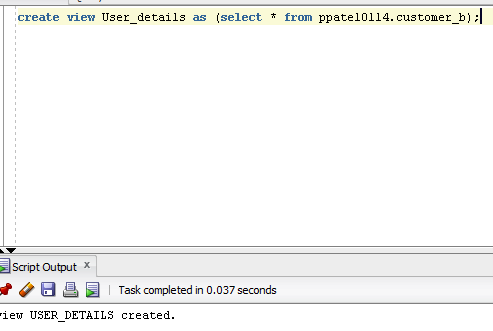 create view User_details as (select * from ppatel0114.customer_b);
Script Output x
Task completed in 0.037 seconds
view USER_DETAILS created.